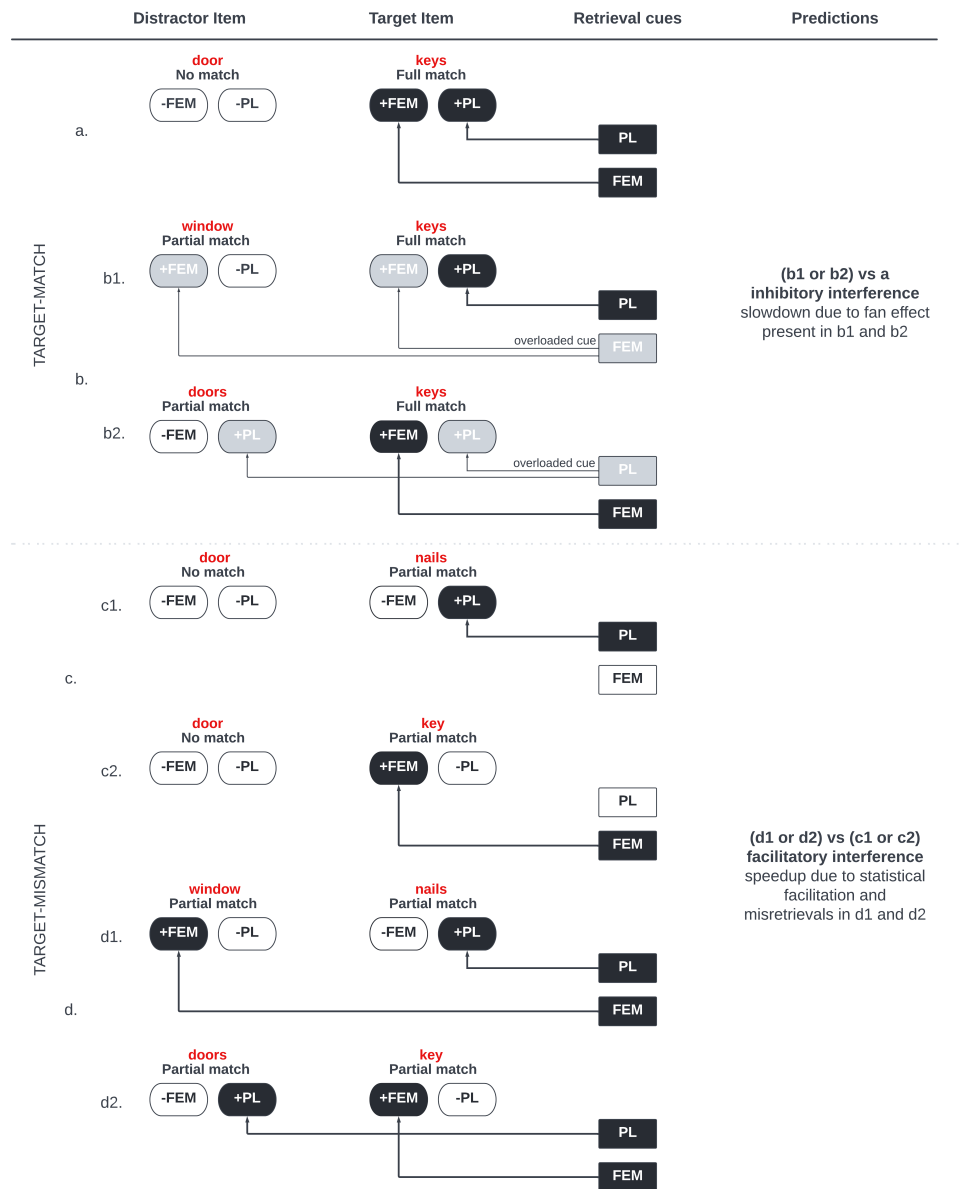 Distractor Item Target Item Retrieval cues Predictions
door keys
No match Full match
-FEM -PL +FEM +PL
a.
PL
FEM
TARGET-MATCH
window keys
Partial match Full match
b1. +FEM -PL +FEM +PL
PL
overloaded cue FEM
(b1 or b2) vs a
inhibitory interference
slowdown due to fan effect
present in b1 and b2
b.
doors keys
Partial match Full match
b2. -FEM +PL +FEM +PL
overloaded cue PL
FEM
TARGET-MISMATCH
door nails
No match Partial match
c1. -FEM -PL -FEM +PL
PL
c. FEM
door key
No match Partial match
c2. -FEM -PL +FEM -PL
PL
FEM
(d1 or d2) vs (c1 or c2)
facilitatory interference
speedup due to statistical
facilitation and
misretrievals in d1 and d2
window nails
Partial match Partial match
d1. +FEM -PL -FEM +PL
PL
d. FEM
doors key
Partial match Partial match
d2. -FEM +PL +FEM -PL
PL
FEM